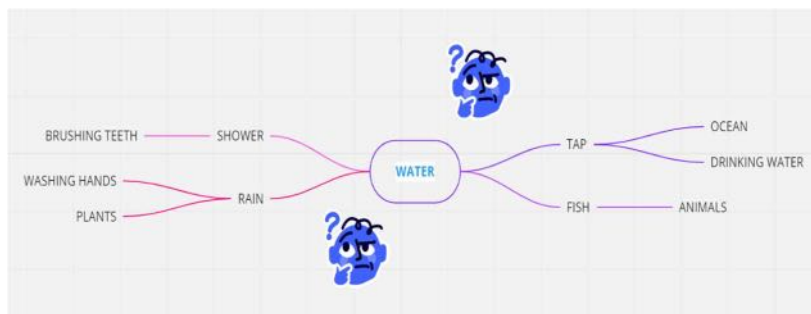 BRUSHING TEETH
SHOWER
WASHING HANDS
PLANTS
RAIN
WATER
TAP
OCEAN
DRINKING WATER
FISH
ANIMALS
?
?